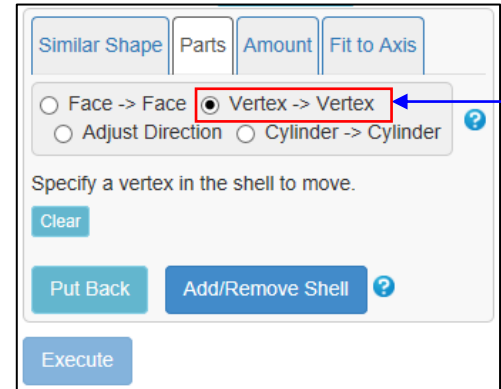 Similar Shape Parts Amount Fit to Axis
Face -> Face Vertex -> Vertex
Adjust Direction Cylinder -> Cylinder
?
Specify a vertex in the shell to move.
Clear
Put Back Add/Remove Shell ?
Execute